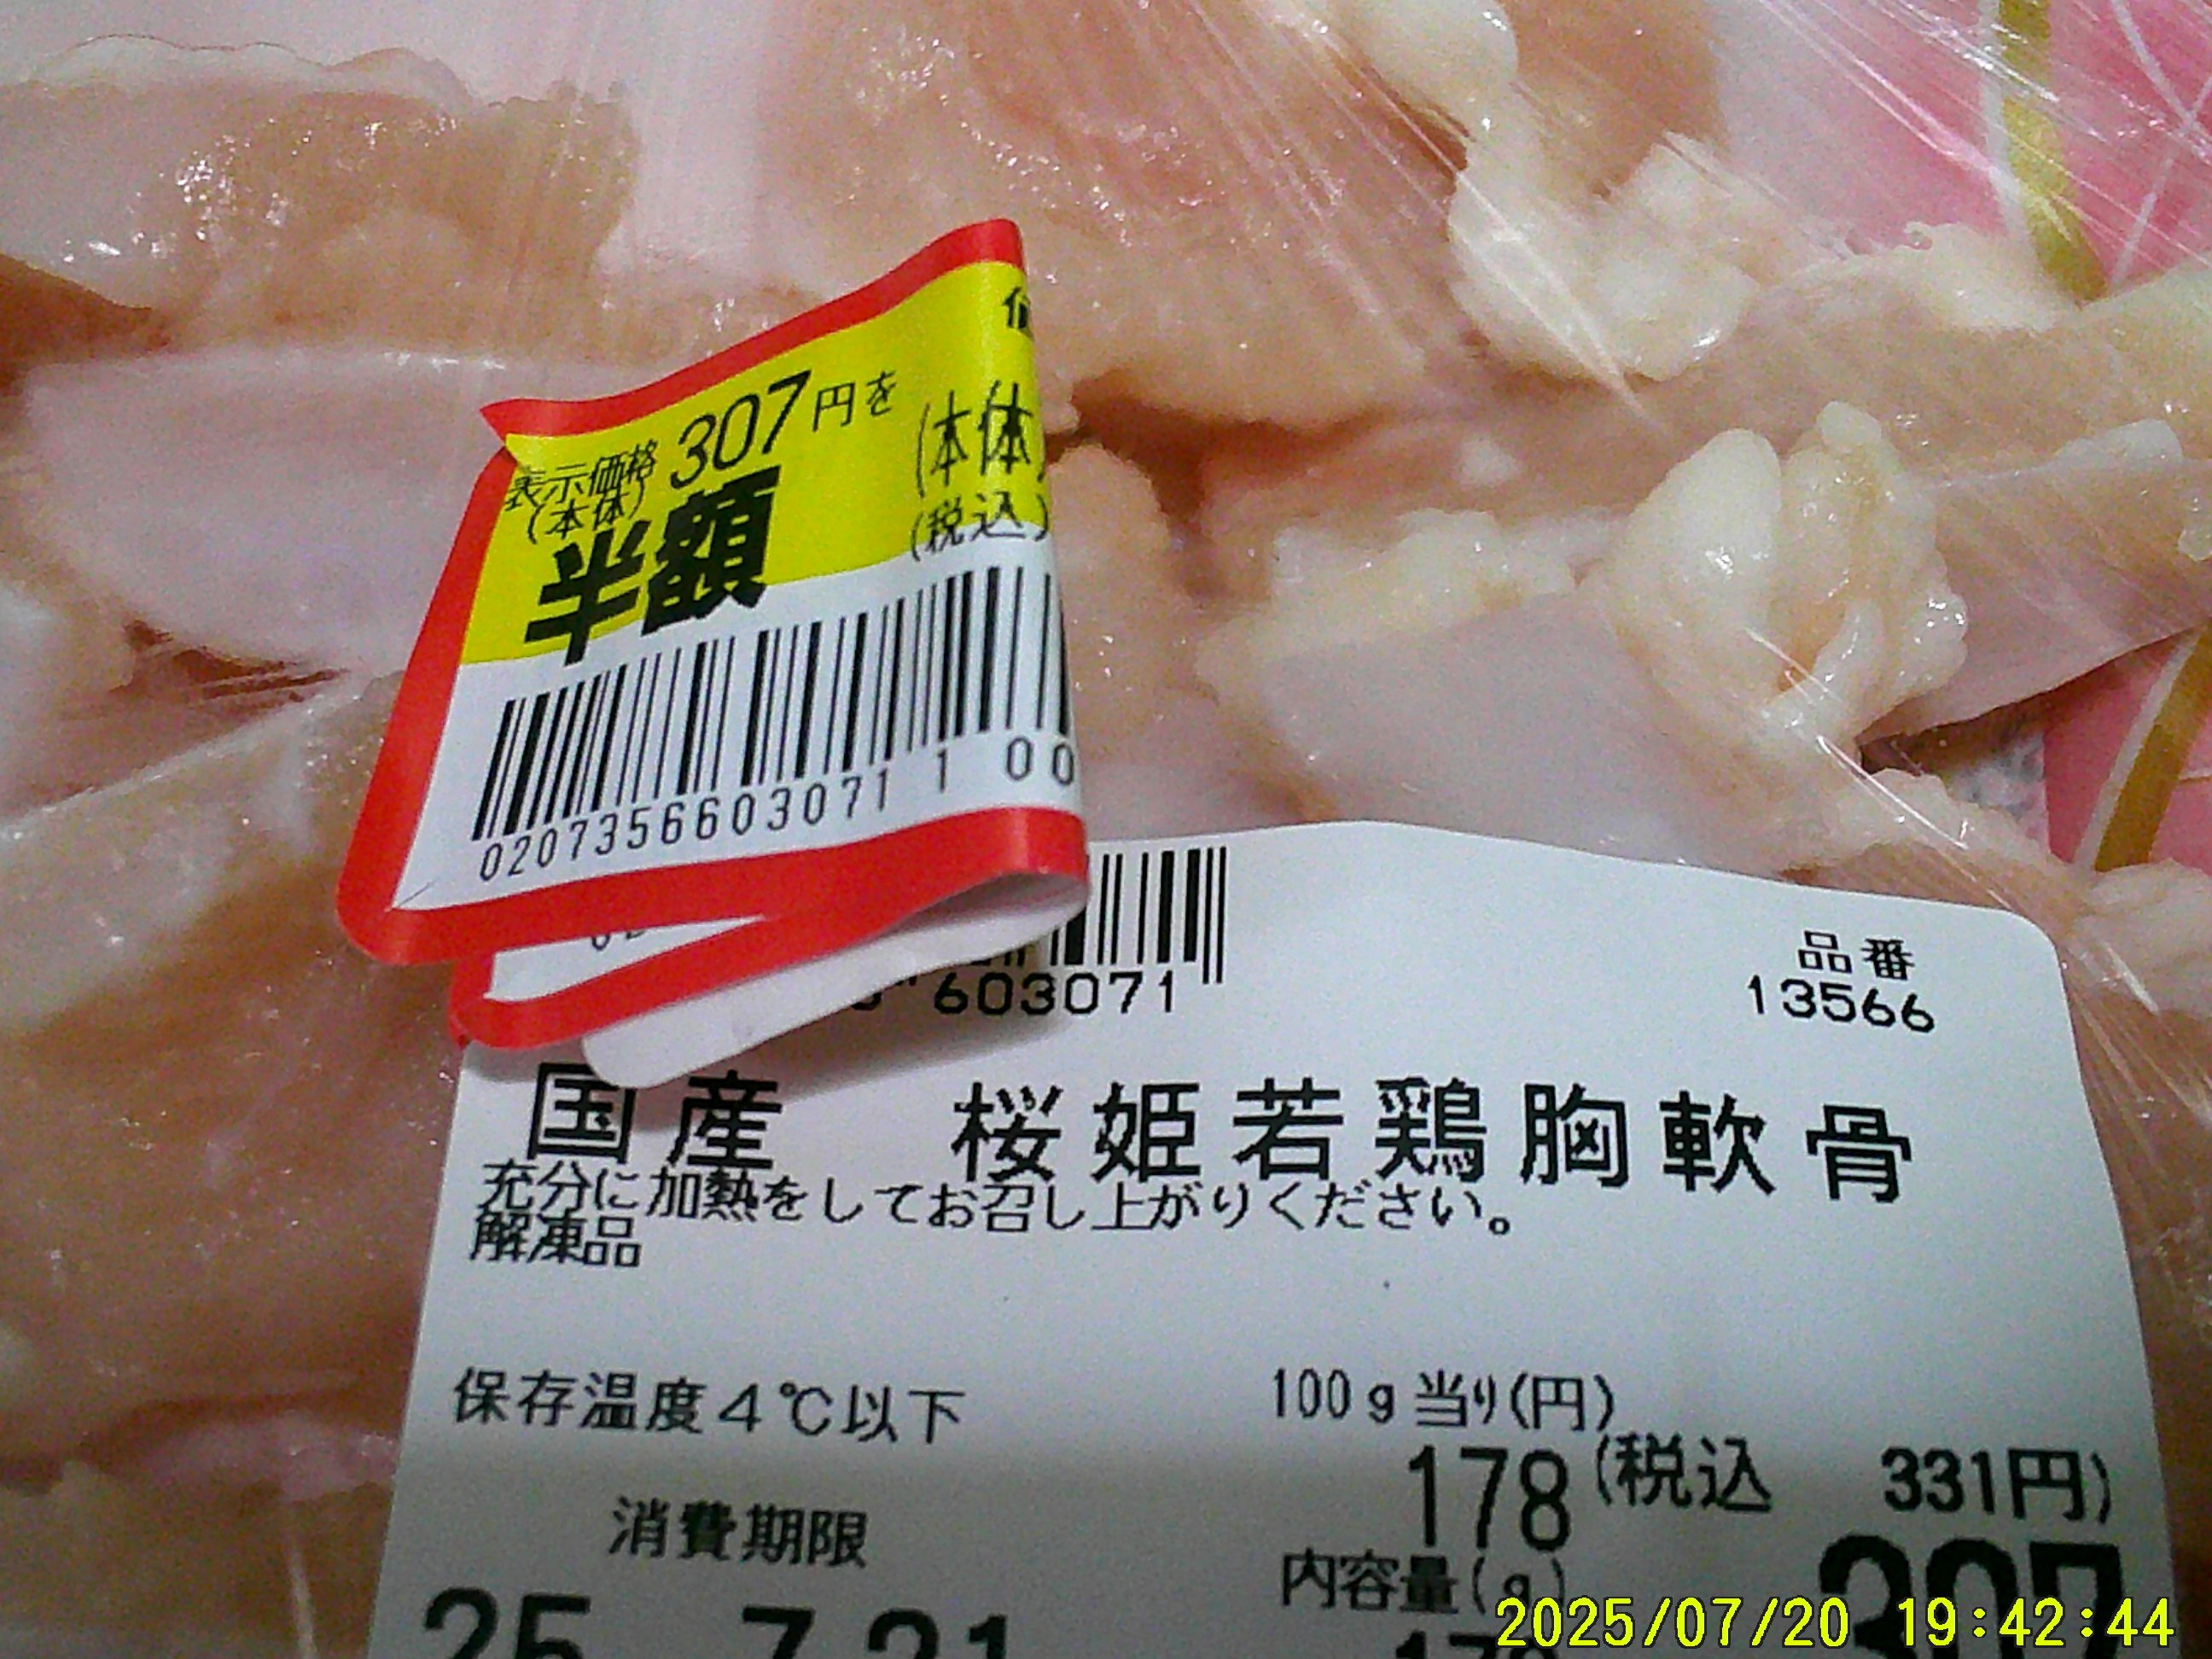 表示価格 307円を
(本体)
半額
(本体)
(税込)
0207356603071 1 00
603071
品番
13566
国産 桜姫若鶏胸軟骨
充分に加熱をしてお召し上がりください。
解凍品
保存温度4℃以下
100g当り(円)
178 (税込 331円)
消費期限
内容量(g)
307
25. 7.21
2025/07/20 19:42:44